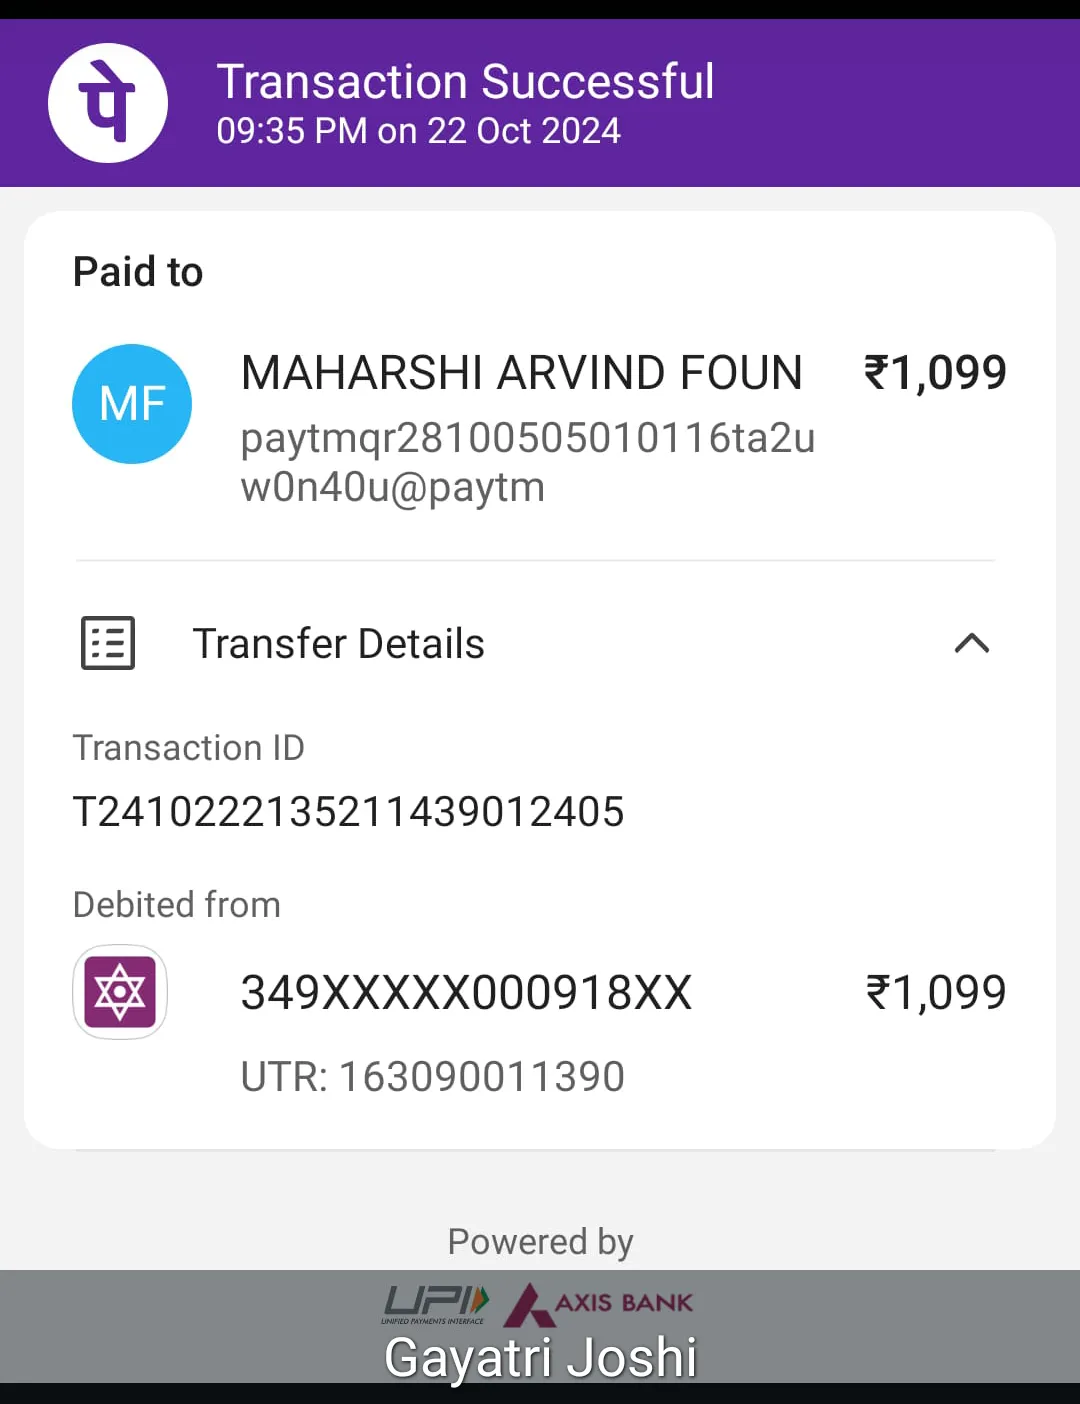 पे
Transaction Successful
09:35 PM on 22 Oct 2024
Paid to
MF
MAHARSHI ARVIND FOUN ₹1,099
paytmqr28100505010116ta2u
w0n40u@paytm
Transfer Details
Transaction ID
T2410222135211439012405
Debited from
349XXXXX000918XX ₹1,099
UTR: 163090011390
Powered by
UPI AXIS BANK
UNIFIED PAYMENTS INTERFACE
Gayatri Joshi